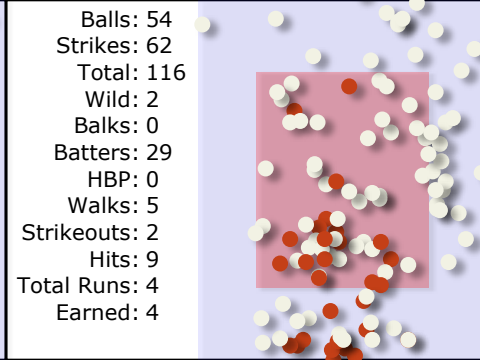 Balls: 54
Strikes: 62
Total: 116
Wild: 2
Balks: 0
Batters: 29
HBP: 0
Walks: 5
Strikeouts: 2
Hits: 9
Total Runs: 4
Earned: 4